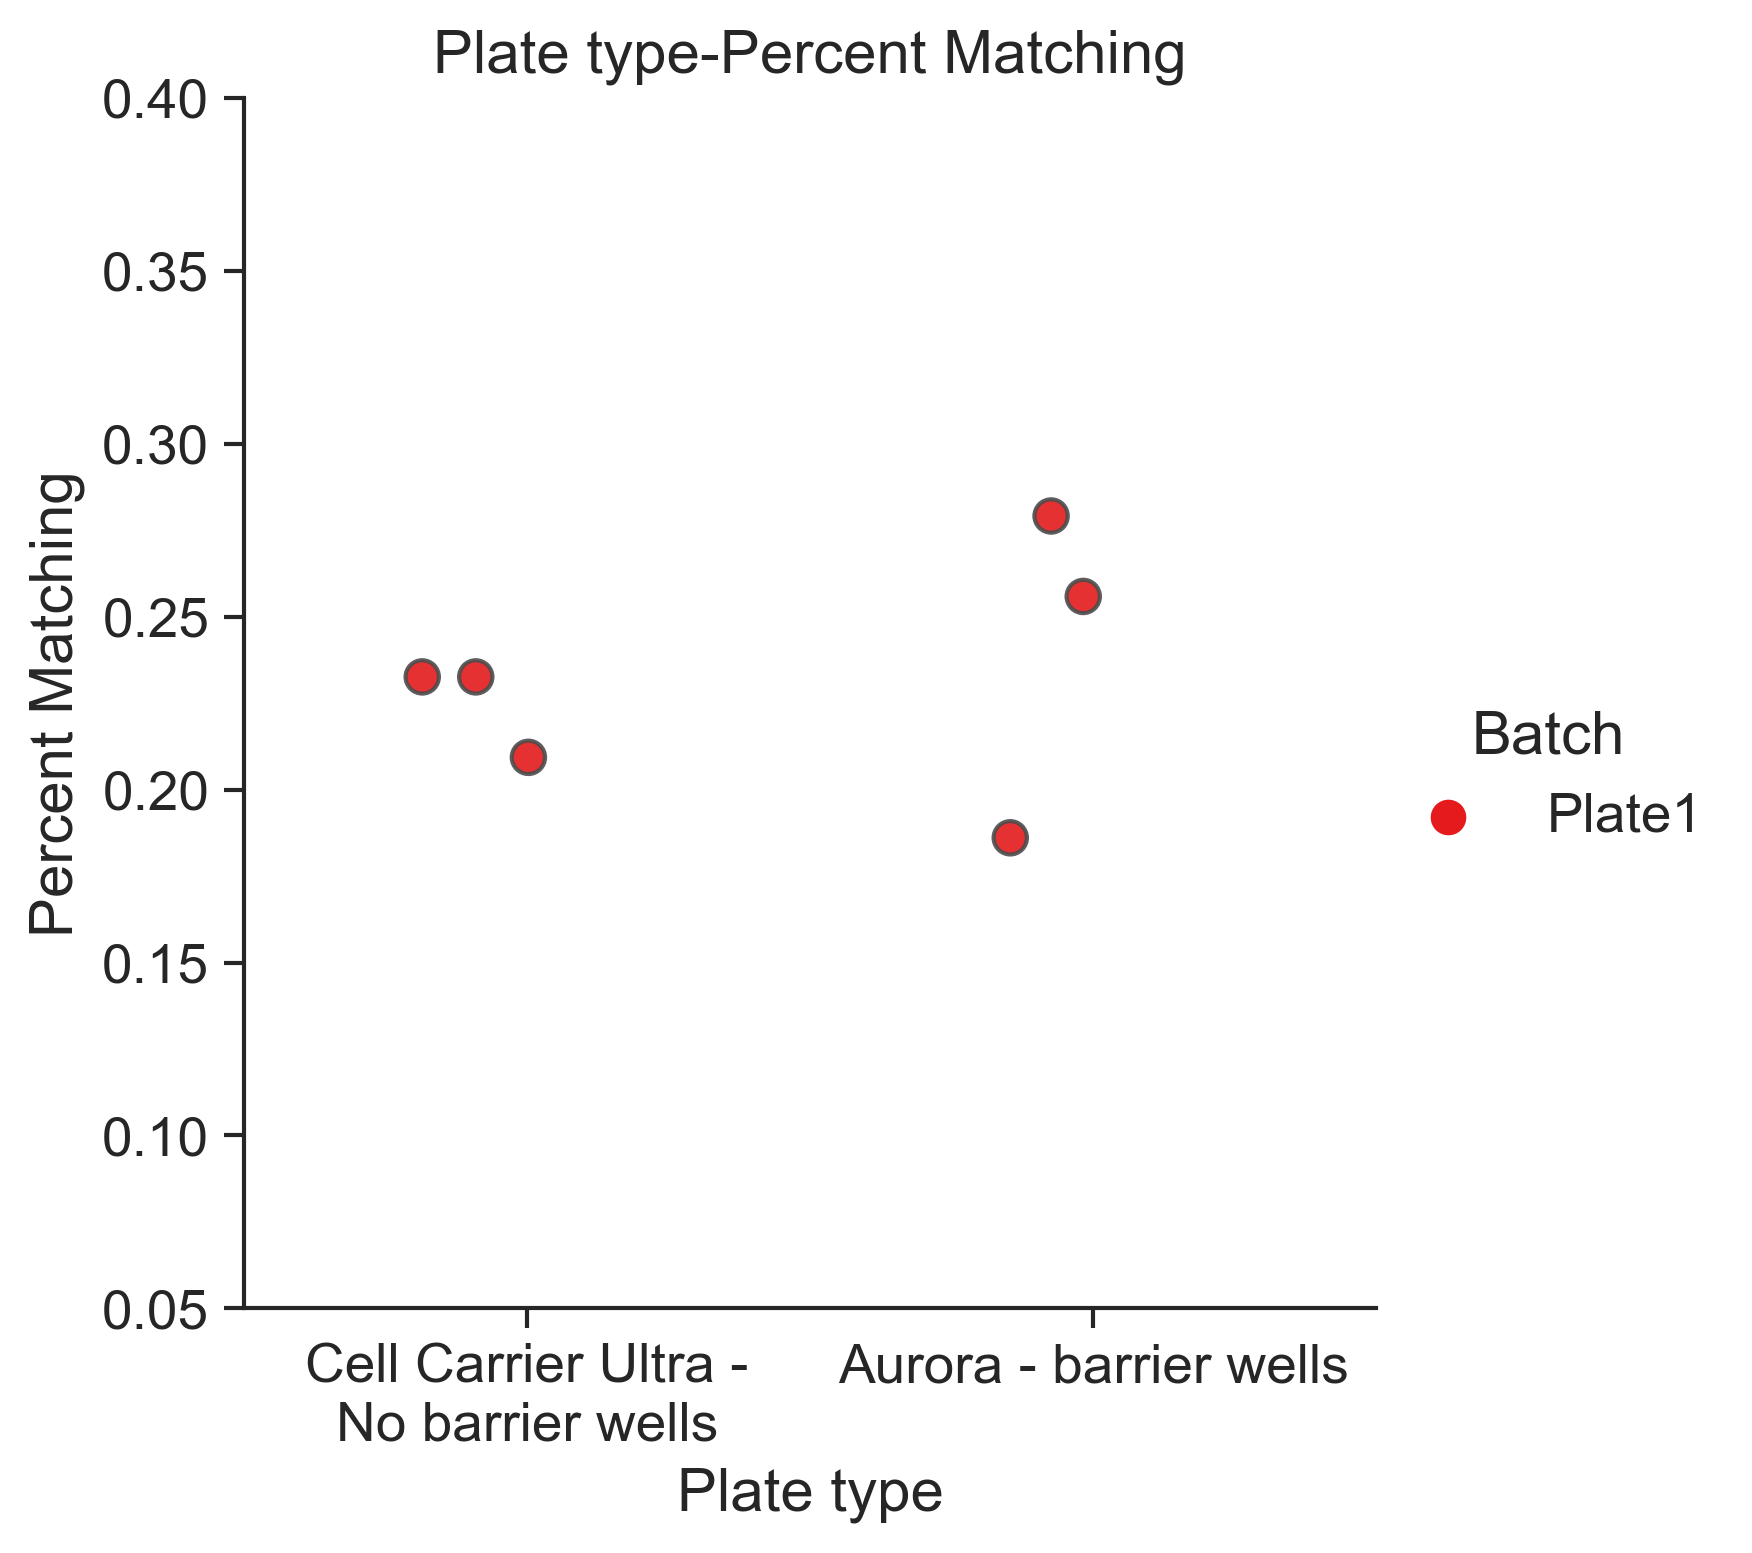 Plate type-Percent Matching
0.40
0.35
0.30
0.25
0.20
0.15
0.10
0.05
Percent Matching
Cell Carrier Ultra -
No barrier wells
Aurora - barrier wells
Plate type
Batch
Plate1